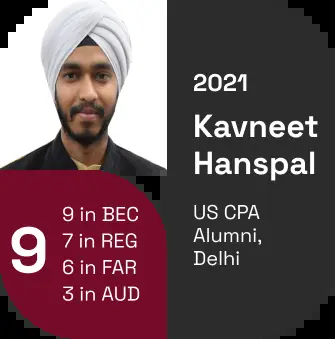 2021
Kavneet
Hanspal
US CPA
Alumni,
Delhi
9
9 in BEC
7 in REG
6 in FAR
3 in AUD